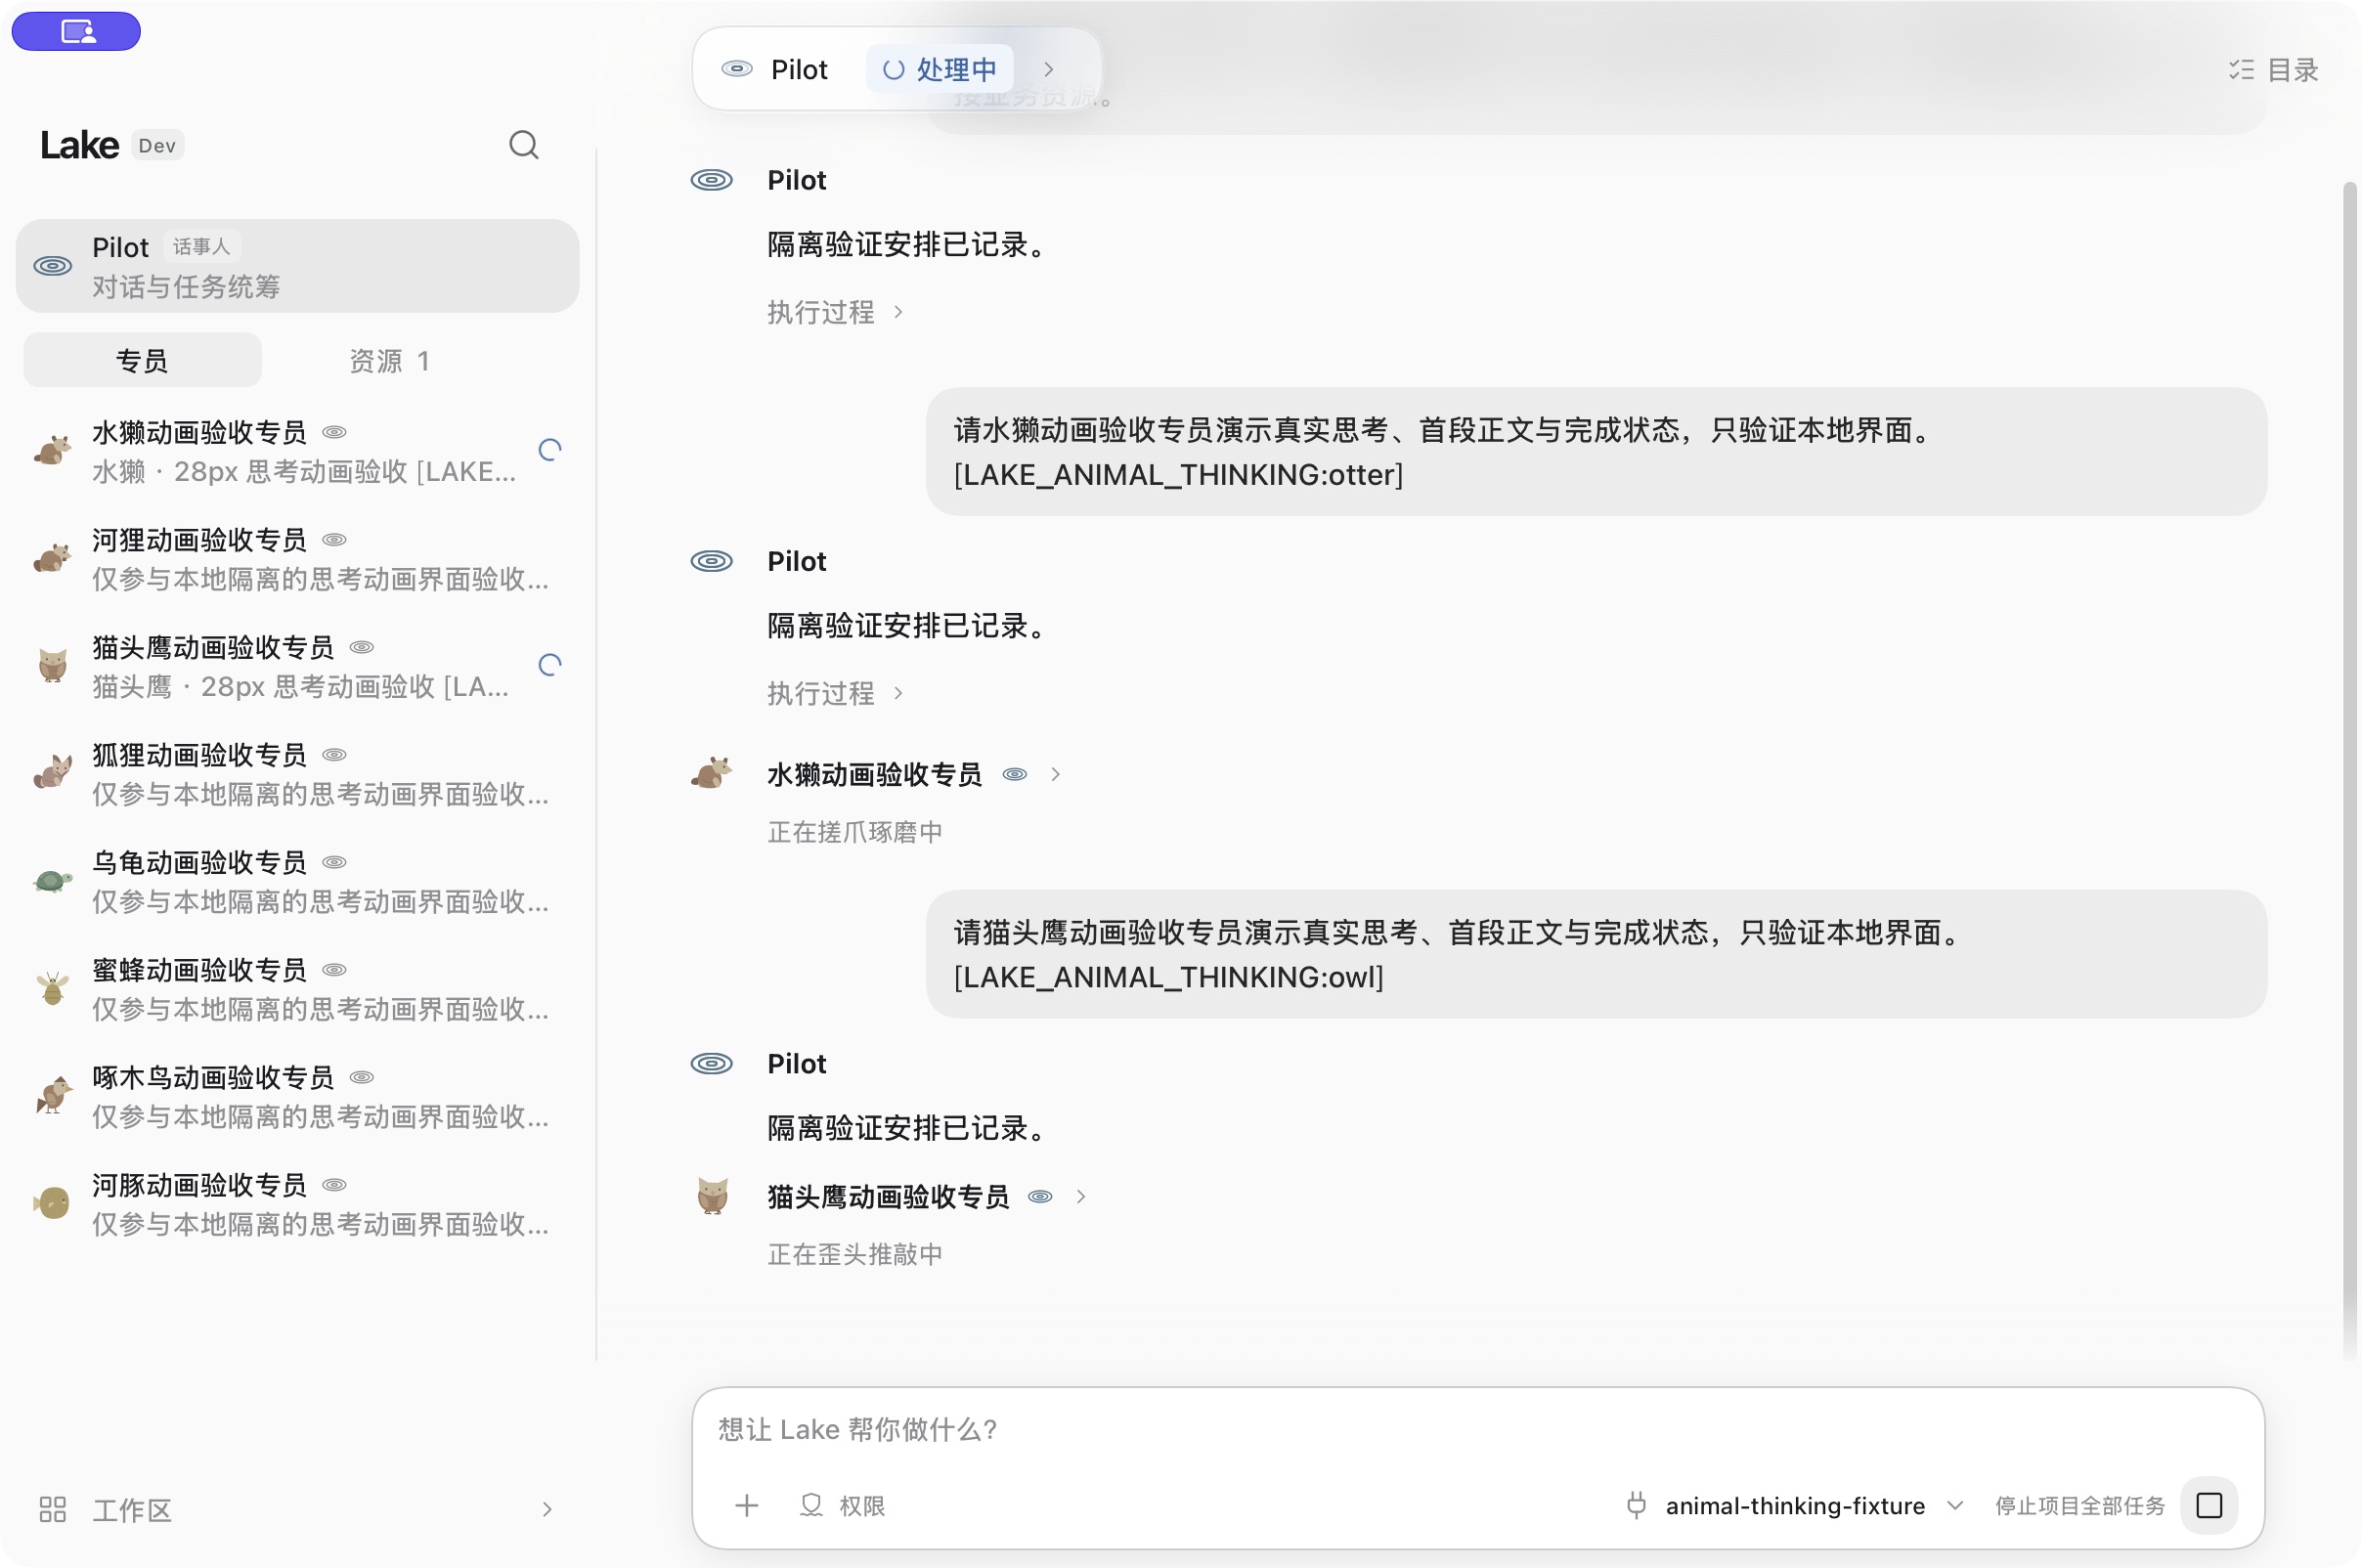 Lake Dev
Pilot 话事人
对话与任务统筹
专员
资源 1
水獭动画验收专员
水獭 · 28px 思考动画验收 [LAKE...
河狸动画验收专员
仅参与本地隔离的思考动画界面验收...
猫头鹰动画验收专员
猫头鹰 · 28px 思考动画验收 [LA...
狐狸动画验收专员
仅参与本地隔离的思考动画界面验收...
乌龟动画验收专员
仅参与本地隔离的思考动画界面验收...
蜜蜂动画验收专员
仅参与本地隔离的思考动画界面验收...
啄木鸟动画验收专员
仅参与本地隔离的思考动画界面验收...
河豚动画验收专员
仅参与本地隔离的思考动画界面验收...
工作区
Pilot 处理中
目录
接业务资源。
Pilot
隔离验证安排已记录。
执行过程
请水獭动画验收专员演示真实思考、首段正文与完成状态，只验证本地界面。
[LAKE_ANIMAL_THINKING:otter]
Pilot
隔离验证安排已记录。
执行过程
水獭动画验收专员
正在搓爪琢磨中
请猫头鹰动画验收专员演示真实思考、首段正文与完成状态，只验证本地界面。
[LAKE_ANIMAL_THINKING:owl]
Pilot
隔离验证安排已记录。
猫头鹰动画验收专员
正在歪头推敲中
想让 Lake 帮你做什么?
权限
animal-thinking-fixture
停止项目全部任务